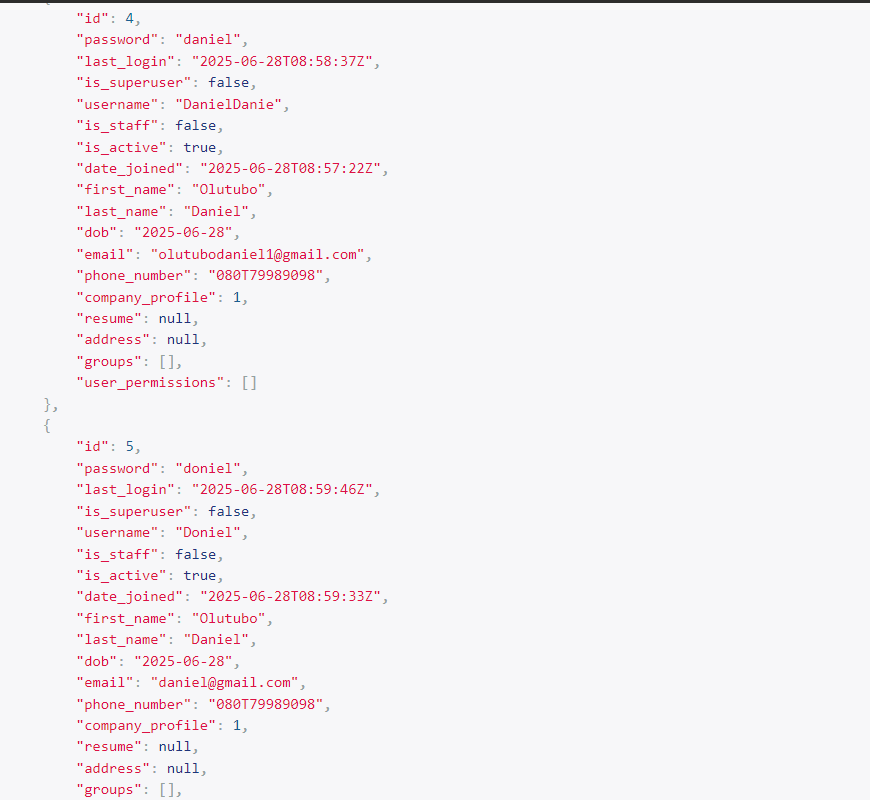 "id": 4,
"password": "daniel",
"last_login": "2025-06-28T08:58:37Z",
"is_superuser": false,
"username": "DanielDanie",
"is_staff": false,
"is_active": true,
"date_joined": "2025-06-28T08:57:22Z",
"first_name": "Olutubo",
"last_name": "Daniel",
"dob": "2025-06-28",
"email": "olutubodaniel1@gmail.com",
"phone_number": "080T79989098",
"company_profile": 1,
"resume": null,
"address": null,
"groups": [],
"user_permissions": []
},
{
"id": 5,
"password": "doniel",
"last_login": "2025-06-28T08:59:46Z",
"is_superuser": false,
"username": "Doniel",
"is_staff": false,
"is_active": true,
"date_joined": "2025-06-28T08:59:33Z",
"first_name": "Olutubo",
"last_name": "Daniel",
"dob": "2025-06-28",
"email": "daniel@gmail.com",
"phone_number": "080T79989098",
"company_profile": 1,
"resume": null,
"address": null,
"groups": [],